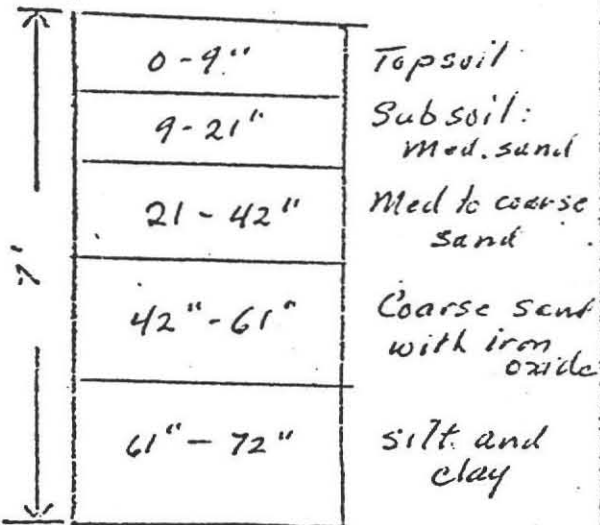 0-9" Topsoil
9-21" Subsoil:
Med. sand
21-42" Med to coarse
sand
7'
42"-61" Coarse sand
with iron
oxide
61"-72" silt and
clay